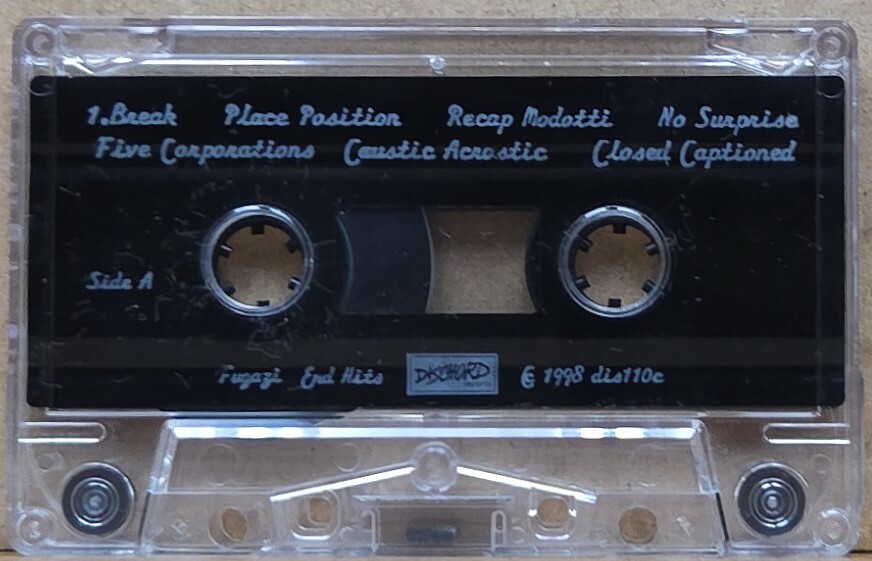 1.Break Place Position Recap Modotti No Surprise
Five Corporations Caustic Acrostic Closed Captioned
Side A
Fugazi End Hits DISCHORD © 1998 dis110c